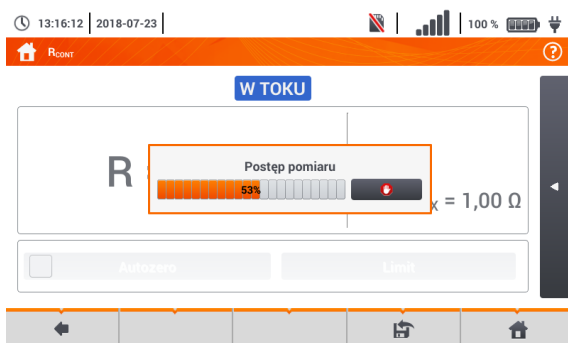 13:16:12 2018-07-23 100 %
RCONT ?
W TOKU
Postęp pomiaru
53%
R
x = 1,00 Ω
Autozero Limit